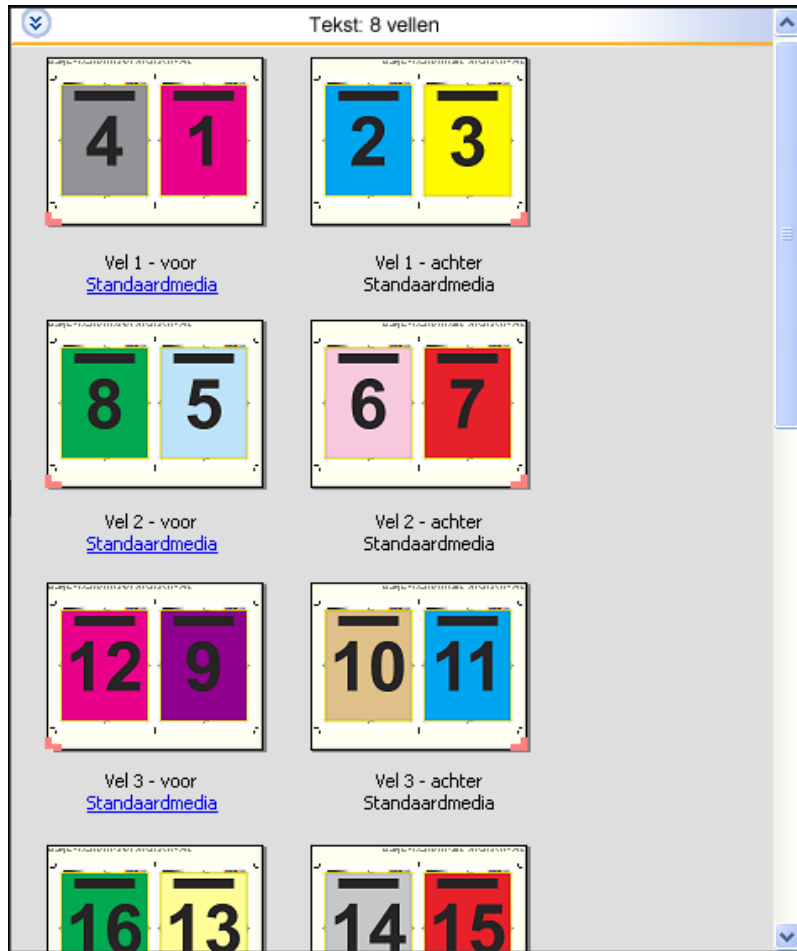 Tekst: 8 vellen
4 1 2 3
Vel 1 - voor Vel 1 - achter
Standaardmedia Standaardmedia
8 5 6 7
Vel 2 - voor Vel 2 - achter
Standaardmedia Standaardmedia
12 9 10 11
Vel 3 - voor Vel 3 - achter
Standaardmedia Standaardmedia
16 13 14 15